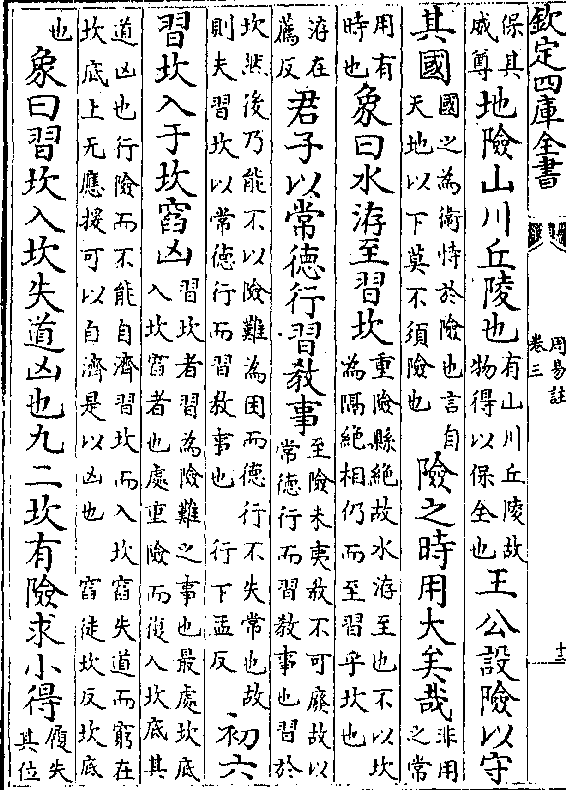 欽定四庫全書
周易註
卷三
十三
保其
威尊
地險山川丘陵也
有山川丘陵故
物得以保全也
王公設險以守
其國
國之為衛恃於險也言自
天地以下莫不須險也
險之時用大矣哉
非用
之常
用有
時也
象曰水洊至習坎
重險縣絶故水洊至也不以坎
為隔絶相仍而至習乎坎也
洊在
薦反
君子以常徳行習教事
至險未夷教不可廢故以
常徳行而習教事也習於
坎然後乃能不以險難為困而徳行不失常也故
則夫習坎以常徳行而習教事也
行下孟反
初六
習坎入于坎窞凶
習坎者習為險難之事也最處坎底
入坎窞者也處重險而復入坎底其
道凶也行險而不能自濟習坎而入坎窞失道而窮在
坎底上无應援可以自濟是以凶也
窞徒坎反坎底
也
象曰習坎入坎失道凶也九二坎有險求小得
履失
其位